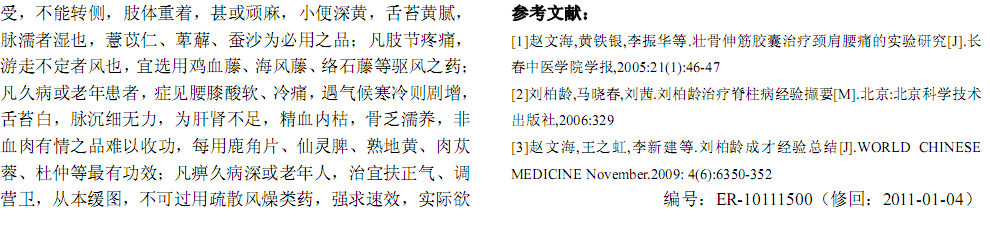 受，不能转侧，肢体重着，甚或顽麻，小便深黄，舌苔黄腻，
脉濡者湿也，薏苡仁、萆薢、蚕沙为必用之品；凡肢节疼痛，
游走不定者风也，宜选用鸡血藤、海风藤、络石藤等驱风之药；
凡久病或老年患者，症见腰膝酸软、冷痛，遇气候寒冷则剧增，
舌苔白，脉沉细无力，为肝肾不足，精血内枯，骨乏濡养，非
血肉有情之品难以收功，每用鹿角片、仙灵脾、熟地黄、肉苁
蓉、杜仲等最有功效；凡痹久病深或老年人，治宜扶正气、调
营卫，从本缓图，不可过用疏散风燥类药，强求速效，实际欲
参考文献：
[1]赵文海,黄铁银,李振华等.壮骨伸筋胶囊治疗颈肩腰痛的实验研究[J].长
春中医学院学报,2005:21(1):46-47
[2]刘柏龄,马晓春,刘茜.刘柏龄治疗脊柱病经验撷要[M].北京:北京科学技术
出版社,2006:329
[3]赵文海,王之虹,李新建等.刘柏龄成才经验总结[J].WORLD CHINESE
MEDICINE November.2009: 4(6):6350-352
编号：ER-10111500（修回：2011-01-04）